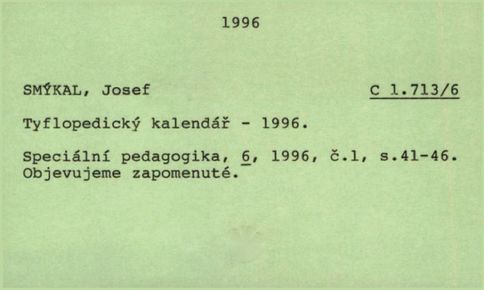 1996
SMÝKAL, Josef C 1.713/6
Tyflopedický kalendář - 1996.
Speciální pedagogika, 6, 1996, č.1, s.41-46.
Objevujeme zapomenuté.